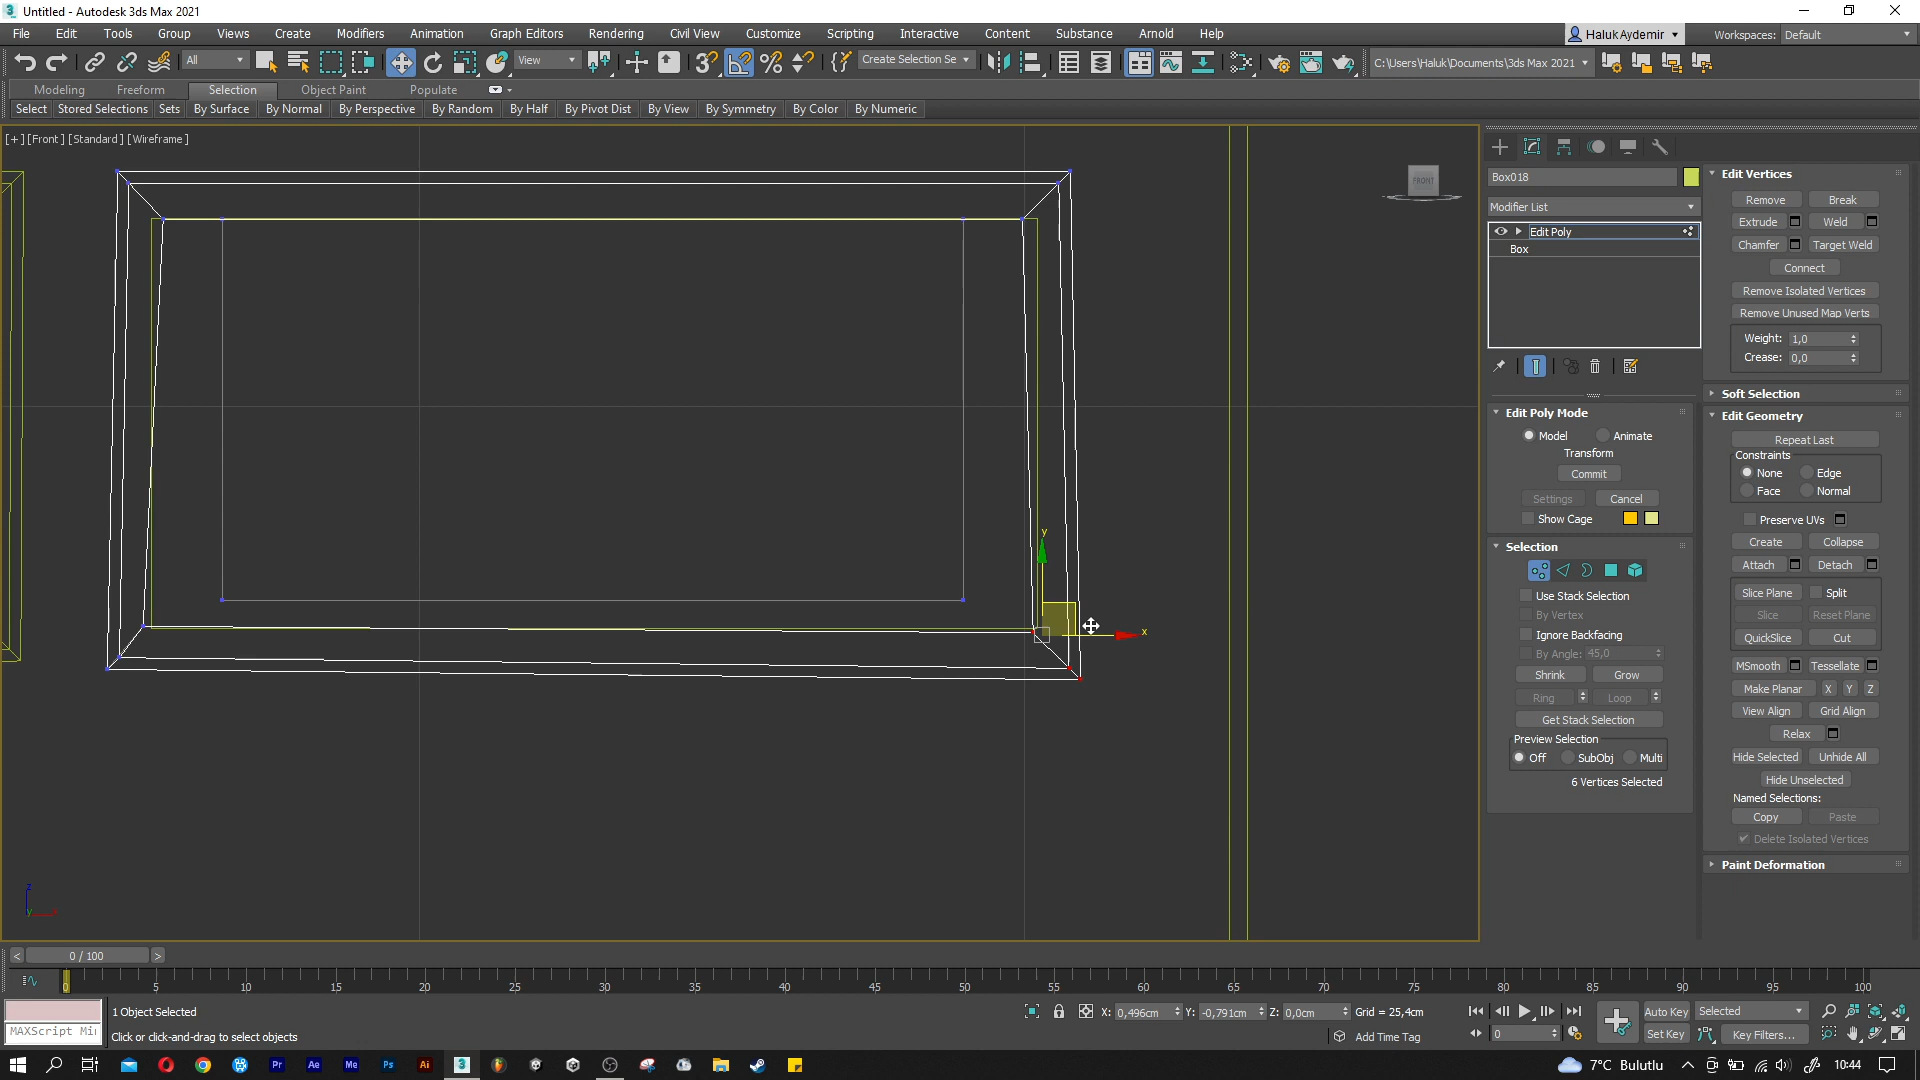 Untitled - Autodesk 3ds Max 2021
File Edit Tools Group Views Create Modifiers Animation Graph Editors Rendering Civil View Customize Scripting Interactive Content Substance Arnold Help
Haluk Aydemir Workspaces: Default
All View Create Selection Se C:\Users\Haluk\Documents\3ds Max 2021
Modeling Freeform Selection Object Paint Populate
Select Stored Selections Sets By Surface By Normal By Perspective By Random By Half By Pivot Dist By View By Symmetry By Color By Numeric
[+] [Front] [Standard] [Wireframe]
FRONT
Box018
Modifier List
Edit Poly
Box
Edit Poly Mode
Model Animate
Transform
Commit
Settings Cancel
Show Cage
Selection
Use Stack Selection
By Vertex
Ignore Backfacing
By Angle: 45,0
Shrink Grow
Ring Loop
Get Stack Selection
Preview Selection
Off SubObj Multi
6 Vertices Selected
Edit Vertices
Remove Break
Extrude Weld
Chamfer Target Weld
Connect
Remove Isolated Vertices
Remove Unused Map Verts
Weight: 1,0
Crease: 0,0
Soft Selection
Edit Geometry
Repeat Last
Constraints
None Edge
Face Normal
Preserve UVs
Create Collapse
Attach Detach
Slice Plane Split
Slice Reset Plane
QuickSlice Cut
MSmooth Tessellate
Make Planar X Y Z
View Align Grid Align
Relax
Hide Selected Unhide All
Hide Unselected
Named Selections:
Copy Paste
Delete Isolated Vertices
Paint Deformation
y
x
z
y
x
< 0 / 100 >
0 5 10 15 20 25 30 35 40 45 50 55 60 65 70 75 80 85 90 95 100
1 Object Selected
MAXScript Mi
Click or click-and-drag to select objects
X: 0,496cm Y: -0,791cm Z: 0,0cm Grid = 25,4cm
Add Time Tag
0
Auto Key Selected
Set Key Key Filters...
Pr Ae Me Ps Ai 3
7°C Bulutlu 10:44